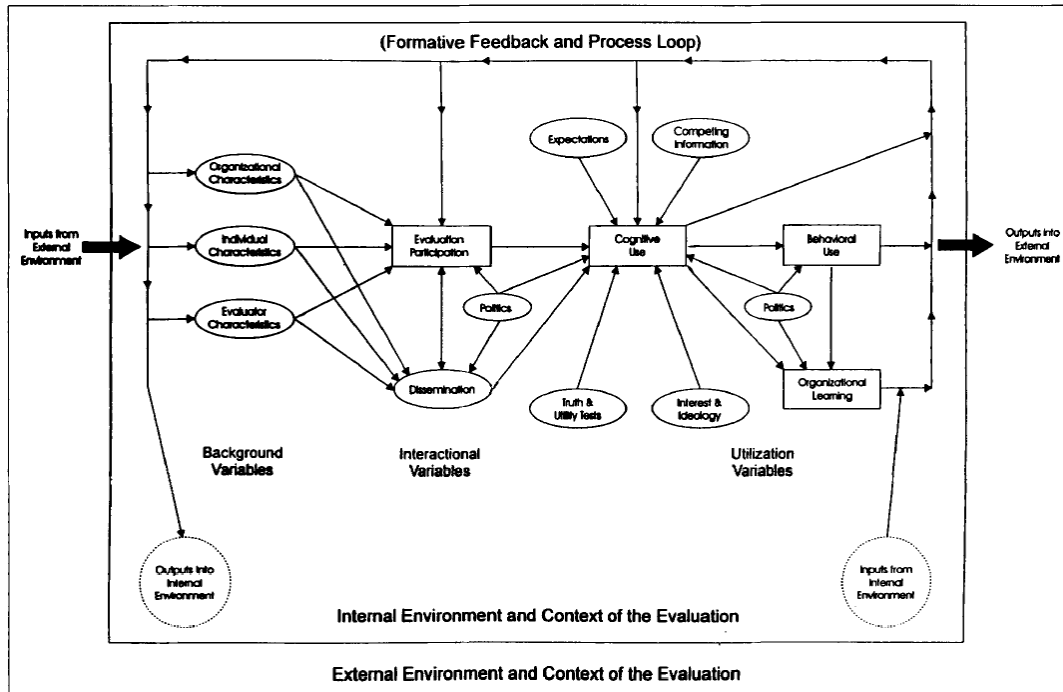 (Formative Feedback and Process Loop)
Expectations
Competing
Information
Organizational
Characteristics
Inputs from
External
Environment
Individual
Characteristics
Evaluation
Participation
Cognitive
Use
Behavioral
Use
Outputs into
External
Environment
Evaluator
Characteristics
Politics
Politics
Dissemination
Truth &
Utility Tests
Interest &
Ideology
Organizational
Learning
Background
Variables
Interactional
Variables
Utilization
Variables
Outputs into
Internal
Environment
Inputs from
Internal
Environment
Internal Environment and Context of the Evaluation
External Environment and Context of the Evaluation